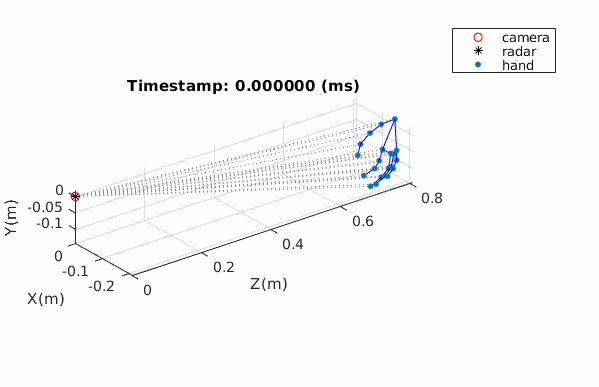 camera
radar
hand
Timestamp: 0.000000 (ms)
0
-0.05
-0.1
Y(m)
0
-0.1
-0.2
X(m)
0
0.2
0.4
0.6
0.8
Z(m)